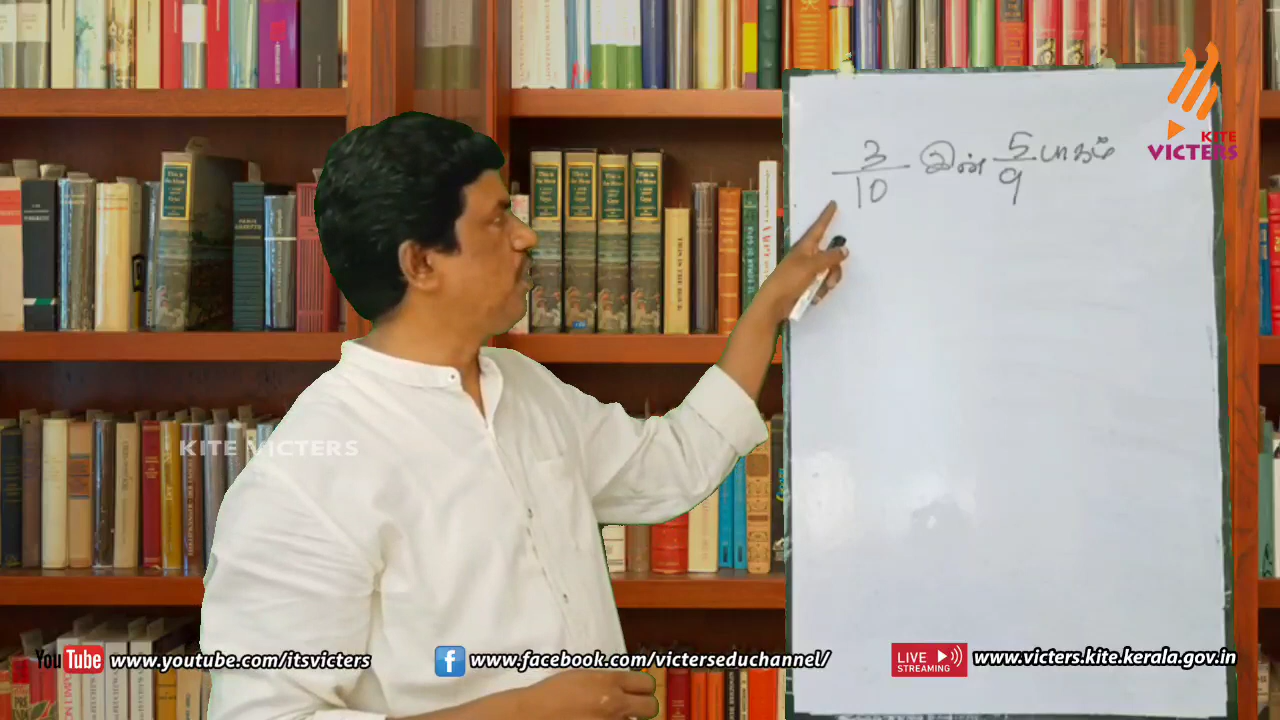 3/10 இன் 5/9 பாகம்
KITE
VICTERS
KITE VICTERS
YouTube www.youtube.com/itsvicters
f www.facebook.com/victerseduchannel/
LIVE STREAMING www.victers.kite.kerala.gov.in